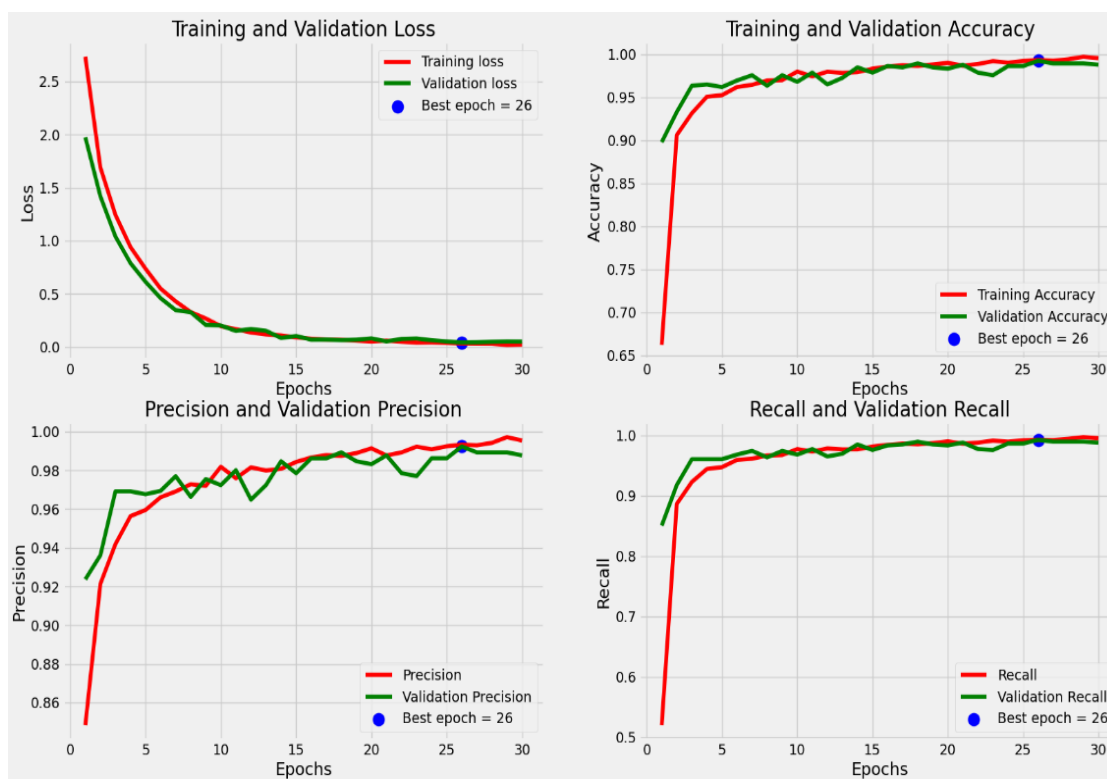 Training and Validation Loss
2.5
2.0
1.5
1.0
0.5
0.0
Loss
Training loss
Validation loss
Best epoch = 26
0 5 10 15 20 25 30
Epochs
Training and Validation Accuracy
1.00
0.95
0.90
0.85
0.80
0.75
0.70
0.65
Accuracy
Training Accuracy
Validation Accuracy
Best epoch = 26
0 5 10 15 20 25 30
Epochs
Precision and Validation Precision
1.00
0.98
0.96
0.94
0.92
0.90
0.88
0.86
Precision
Precision
Validation Precision
Best epoch = 26
0 5 10 15 20 25 30
Epochs
Recall and Validation Recall
1.0
0.9
0.8
0.7
0.6
0.5
Recall
Recall
Validation Recall
Best epoch = 26
0 5 10 15 20 25 30
Epochs